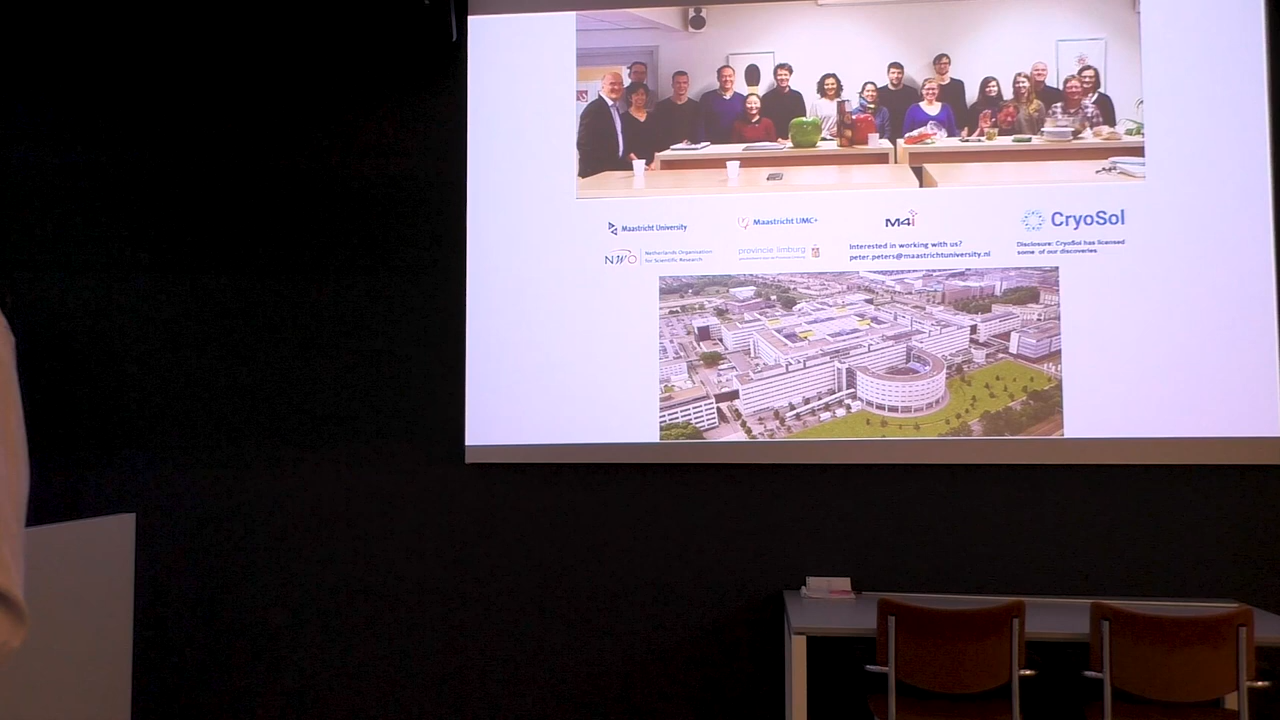 Maastricht University
Maastricht UMC+
M4i
CryoSol
NWO
Netherlands Organisation
for Scientific Research
provincie limburg
Interested in working with us?
peter.peters@maastrichtuniversity.nl
Disclosure: CryoSol has licensed
some of our discoveries